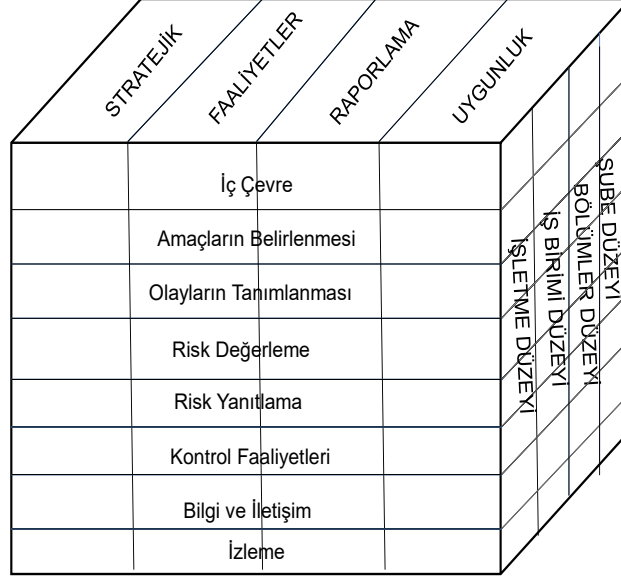 STRATEJİK
FAALİYETLER
RAPORLAMA
UYGUNLUK
İç Çevre
Amaçların Belirlenmesi
Olayların Tanımlanması
Risk Değerleme
Risk Yanıtlama
Kontrol Faaliyetleri
Bilgi ve İletişim
İzleme
İŞLETME DÜZEYİ
İŞ BİRİMİ DÜZEYİ
BÖLÜMLER DÜZEYİ
ŞUBE DÜZEYİ